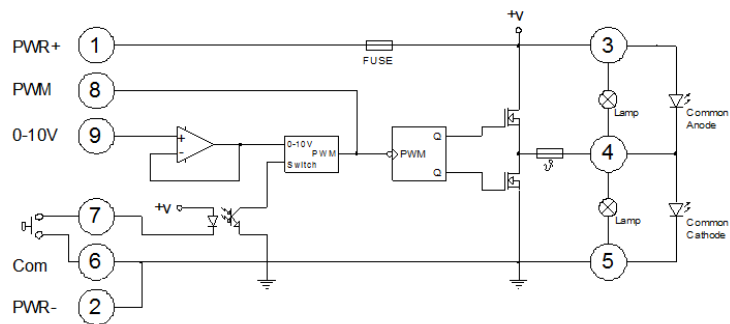 +V
PWR+ 1 3
FUSE
PWM 8
Lamp
Common
Anode
0-10V 9
+
-
0-10V
PWM
Switch
PWM
Q
Q
4
ϑ
+V
7
Lamp
Common
Cathode
Com 6 5
PWR- 2